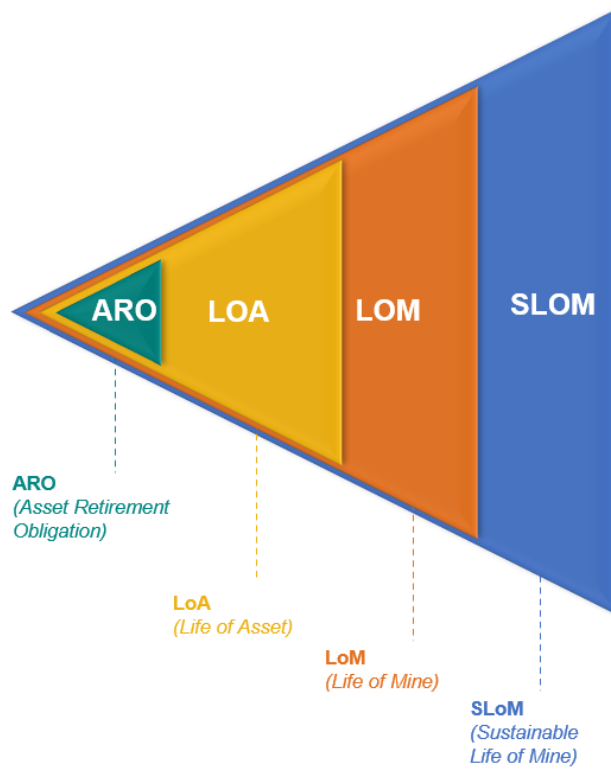 ARO
LOA
LOM
SLOM
ARO
(Asset Retirement
Obligation)
LoA
(Life of Asset)
LoM
(Life of Mine)
SLoM
(Sustainable
Life of Mine)